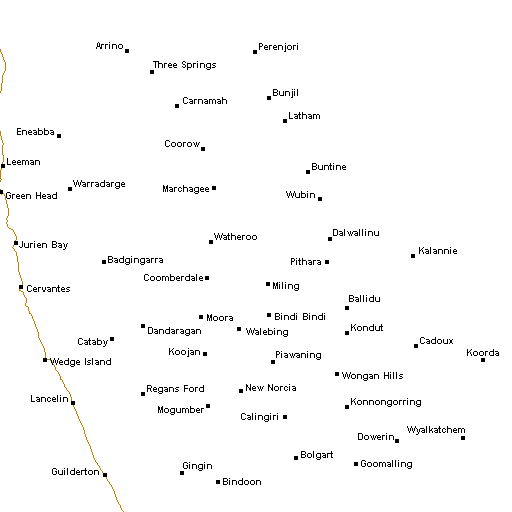 Arrino
Perenjori
Three Springs
Bunjil
Carnamah
Latham
Eneabba
Coorow
Leeman
Buntine
Warradarge
Marchagee
Green Head
Wubin
Watheroo
Dalwallinu
Jurien Bay
Kalannie
Badgingarra
Pithara
Coomberdale
Miling
Cervantes
Ballidu
Moora
Bindi Bindi
Dandaragan
Walebing
Kondut
Cataby
Cadoux
Koojan
Piawaning
Koorda
Wedge Island
Wongan Hills
Regans Ford
New Norcia
Lancelin
Mogumber
Konnongorring
Calingiri
Wyalkatchem
Dowerin
Bolgart
Goomalling
Gingin
Guilderton
Bindoon